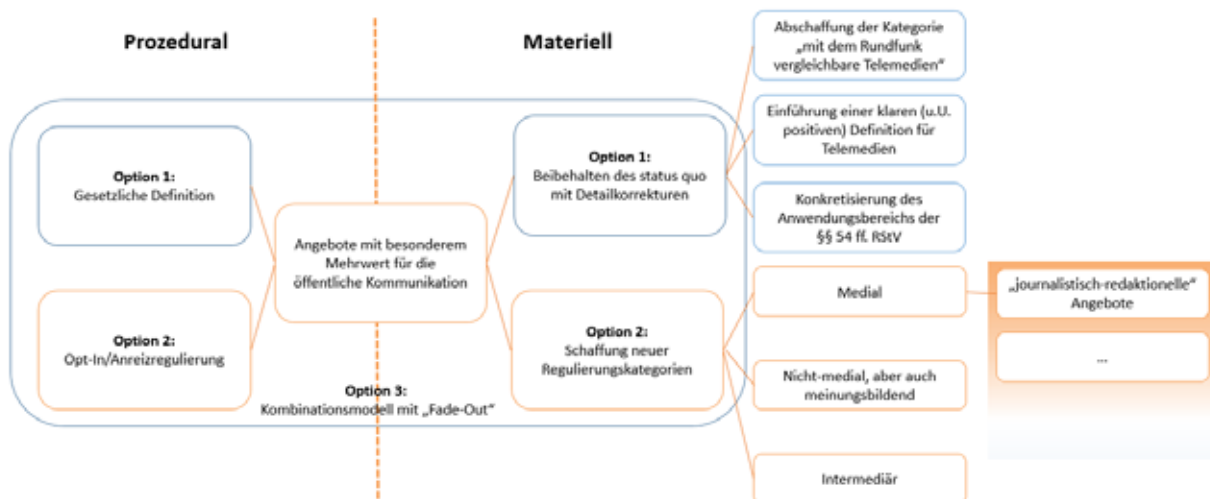 Prozedural
Materiell
Option 1:
Gesetzliche Definition
Option 2:
Opt-In/Anreizregulierung
Angebote mit besonderem
Mehrwert für die
öffentliche Kommunikation
Option 3:
Kombinationsmodell mit „Fade-Out“
Option 1:
Beibehalten des status quo
mit Detailkorrekturen
Option 2:
Schaffung neuer
Regulierungskategorien
Abschaffung der Kategorie
„mit dem Rundfunk
vergleichbare Telemedien“
Einführung einer klaren (u.U.
positiven) Definition für
Telemedien
Konkretisierung des
Anwendungsbereichs der
§§ 54 ff. RStV
Medial
Nicht-medial, aber auch
meinungsbildend
Intermediär
„journalistisch-redaktionelle“
Angebote
...